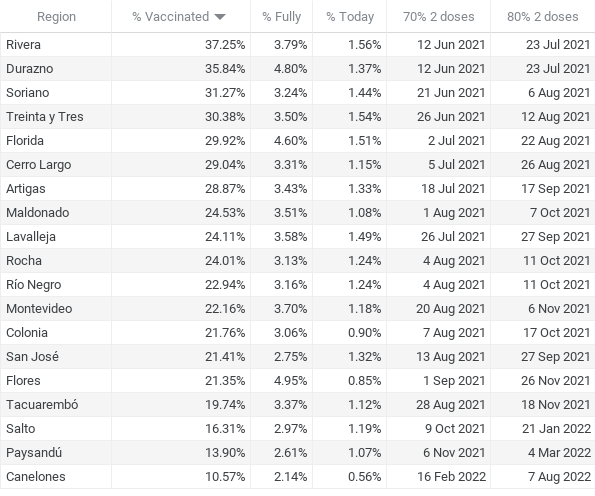 Region % Vaccinated % Fully % Today 70% 2 doses 80% 2 doses
Rivera 37.25% 3.79% 1.56% 12 Jun 2021 23 Jul 2021
Durazno 35.84% 4.80% 1.37% 12 Jun 2021 23 Jul 2021
Soriano 31.27% 3.24% 1.44% 21 Jun 2021 6 Aug 2021
Treinta y Tres 30.38% 3.50% 1.54% 26 Jun 2021 12 Aug 2021
Florida 29.92% 4.60% 1.51% 2 Jul 2021 22 Aug 2021
Cerro Largo 29.04% 3.31% 1.15% 5 Jul 2021 26 Aug 2021
Artigas 28.87% 3.43% 1.33% 18 Jul 2021 17 Sep 2021
Maldonado 24.53% 3.51% 1.08% 1 Aug 2021 7 Oct 2021
Lavalleja 24.11% 3.58% 1.49% 26 Jul 2021 27 Sep 2021
Rocha 24.01% 3.13% 1.24% 4 Aug 2021 11 Oct 2021
Río Negro 22.94% 3.16% 1.24% 4 Aug 2021 11 Oct 2021
Montevideo 22.16% 3.70% 1.18% 20 Aug 2021 6 Nov 2021
Colonia 21.76% 3.06% 0.90% 7 Aug 2021 17 Oct 2021
San José 21.41% 2.75% 1.32% 13 Aug 2021 27 Sep 2021
Flores 21.35% 4.95% 0.85% 1 Sep 2021 26 Nov 2021
Tacuarembó 19.74% 3.37% 1.12% 28 Aug 2021 18 Nov 2021
Salto 16.31% 2.97% 1.19% 9 Oct 2021 21 Jan 2022
Paysandú 13.90% 2.61% 1.07% 6 Nov 2021 4 Mar 2022
Canelones 10.57% 2.14% 0.56% 16 Feb 2022 7 Aug 2022